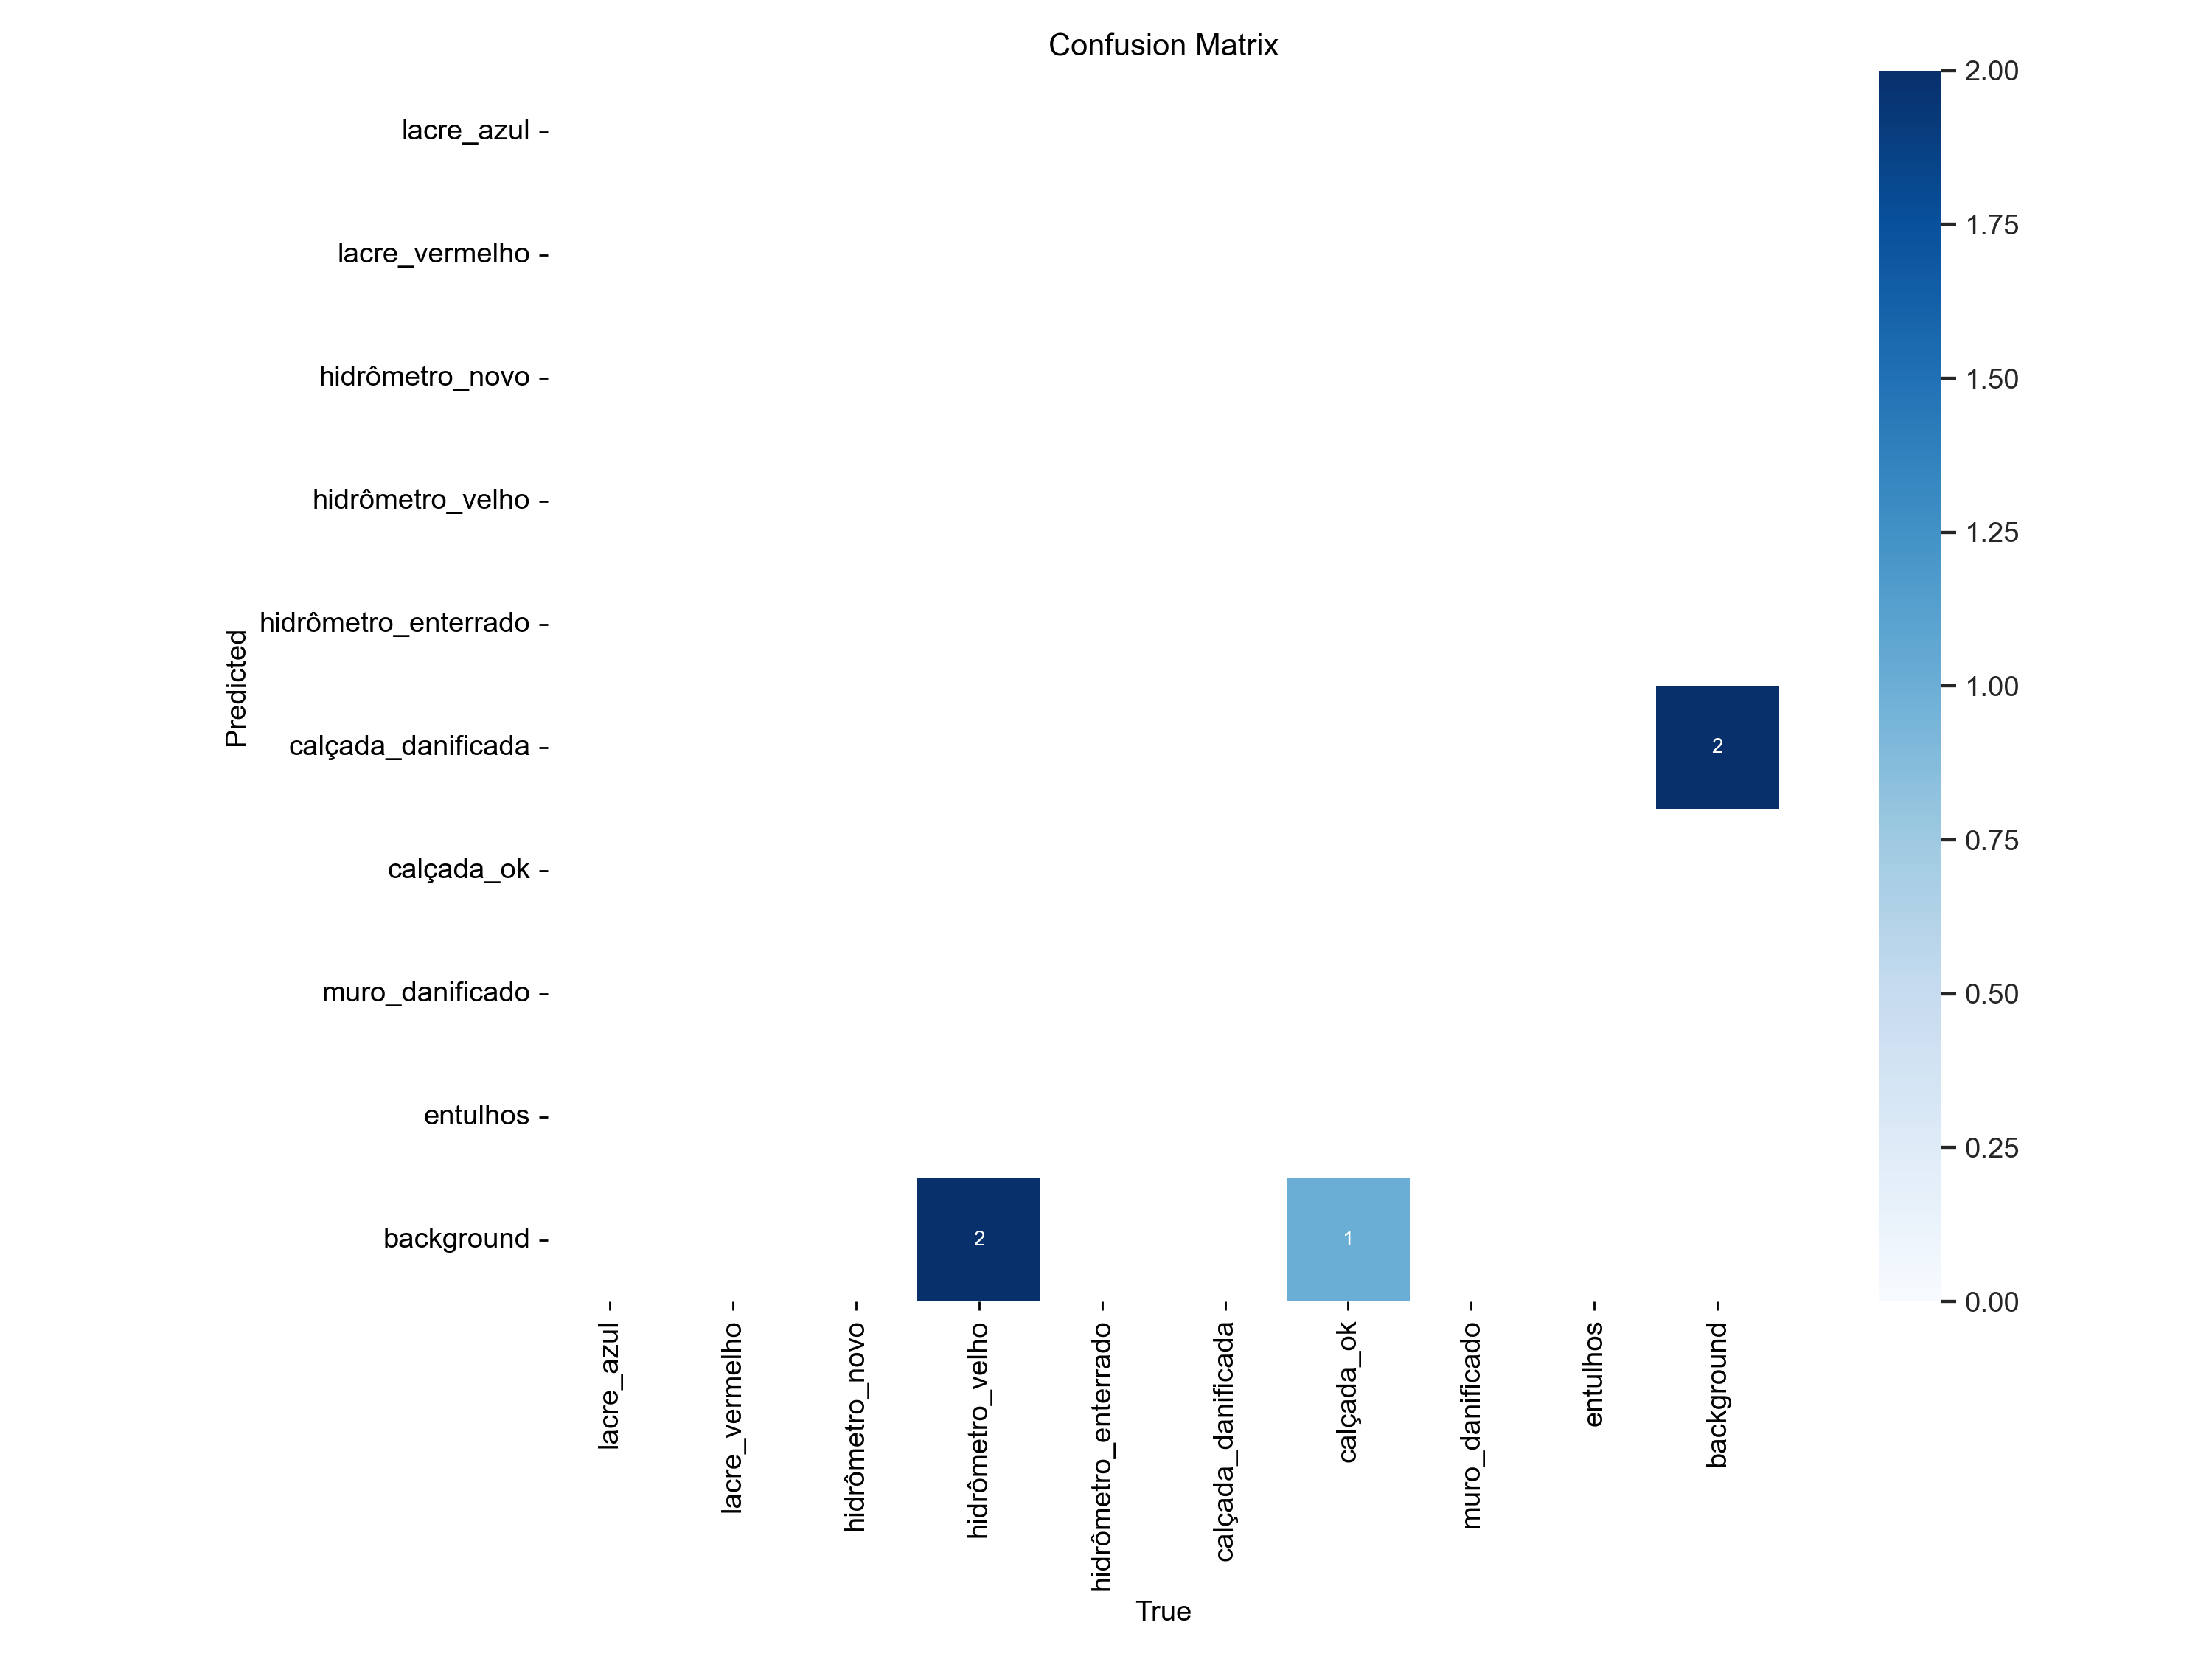 Confusion Matrix
Predicted
lacre_azul
lacre_vermelho
hidrômetro_novo
hidrômetro_velho
hidrômetro_enterrado
calçada_danificada
calçada_ok
muro_danificado
entulhos
background
2
2
1
lacre_azul
lacre_vermelho
hidrômetro_novo
hidrômetro_velho
hidrômetro_enterrado
calçada_danificada
calçada_ok
muro_danificado
entulhos
background
True
2.00
1.75
1.50
1.25
1.00
0.75
0.50
0.25
0.00